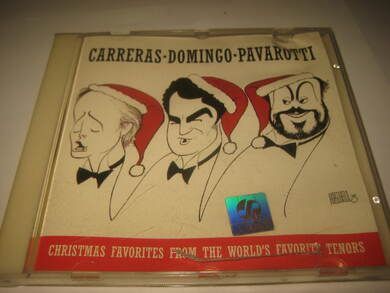 CARRERAS·DOMINGO·PAVAROTTI
CHRISTMAS FAVORITES FROM THE WORLD'S FAVORITE TENORS